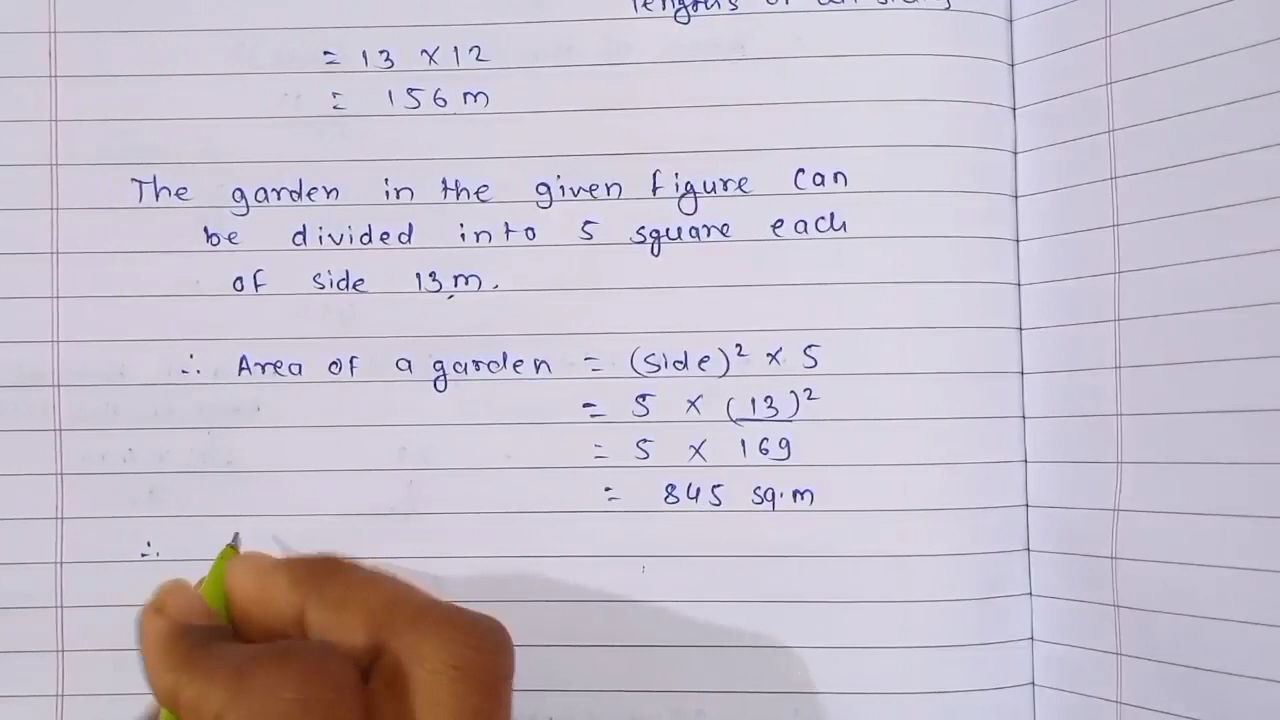 = 13 × 12
= 156 m
The garden in the given figure can
be divided into 5 square each
of side 13m.
∴ Area of a garden = (side)² × 5
= 5 × (13)²
= 5 × 169
= 845 sq.m
∴